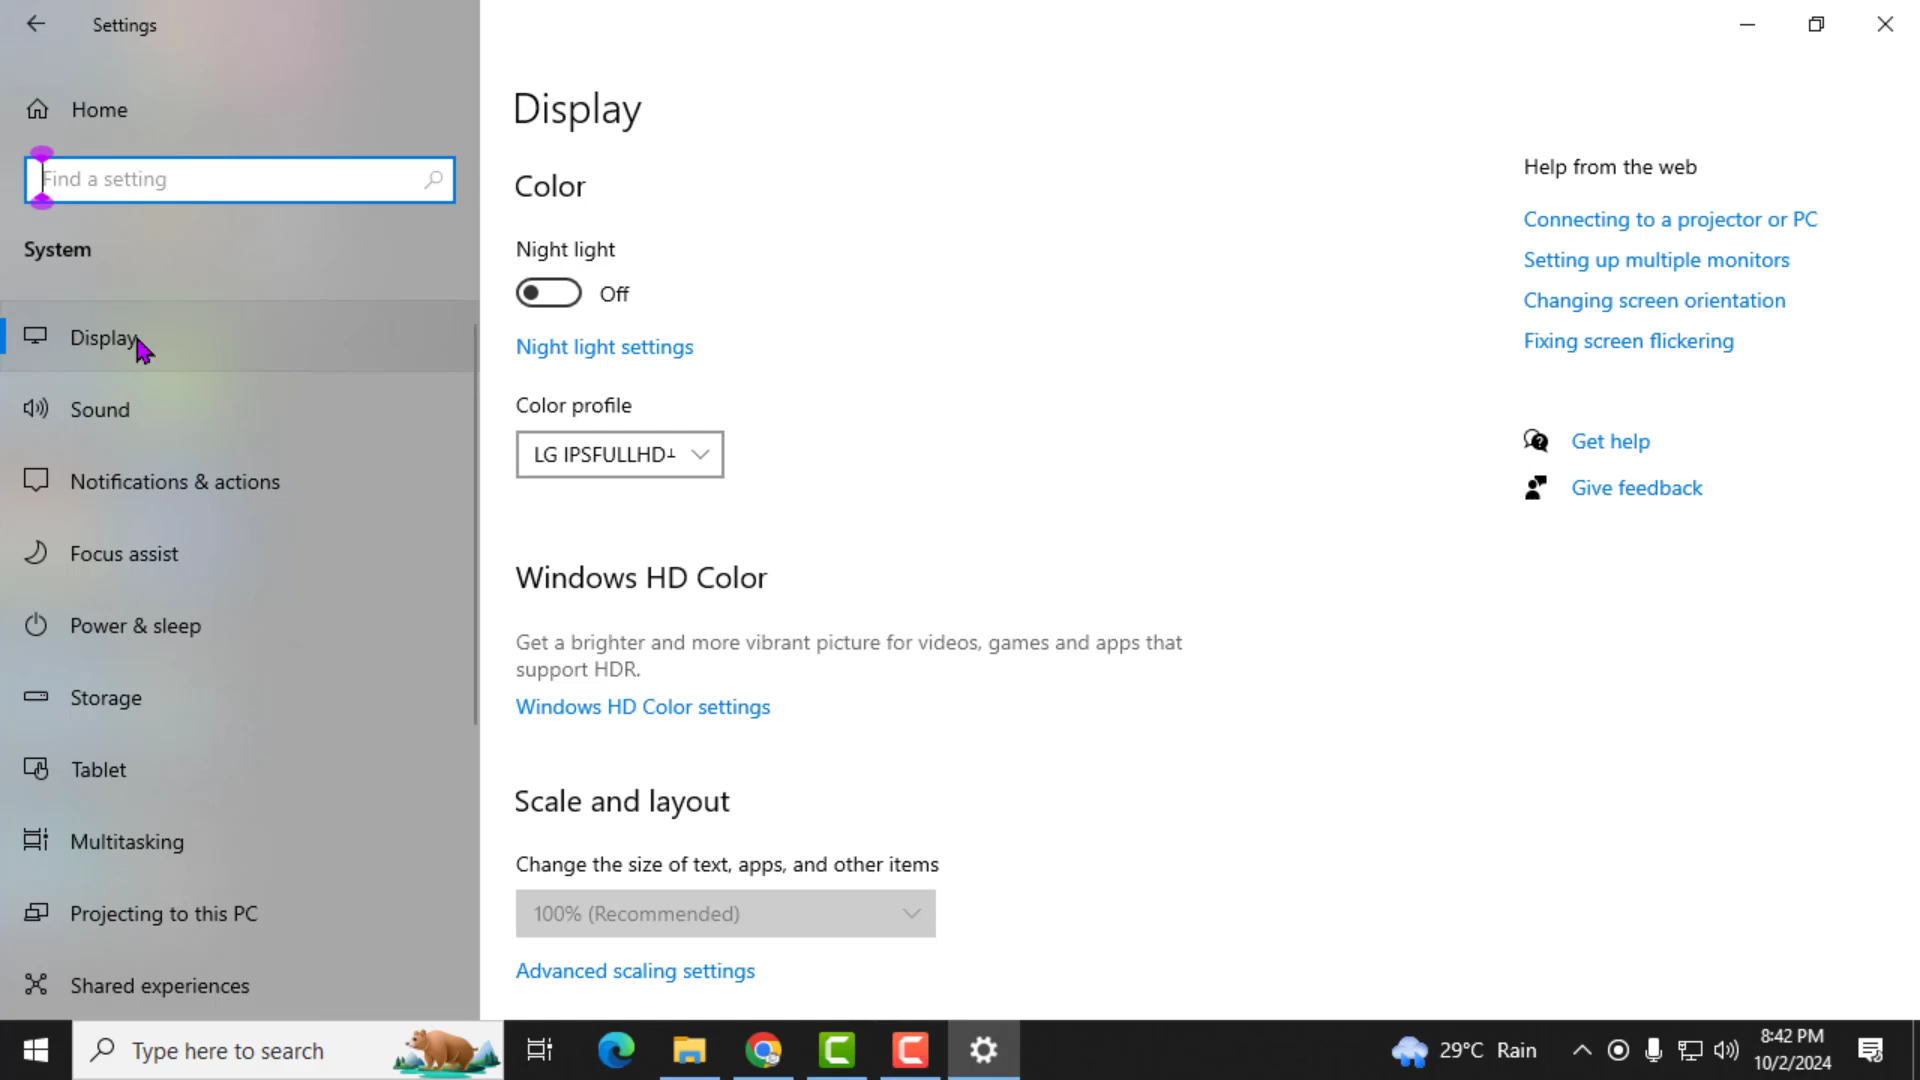 Settings
Home
Find a setting
System
Display
Sound
Notifications & actions
Focus assist
Power & sleep
Storage
Tablet
Multitasking
Projecting to this PC
Shared experiences
Display
Color
Night light
Off
Night light settings
Color profile
LG IPSFULLHD
Windows HD Color
Get a brighter and more vibrant picture for videos, games and apps that
support HDR.
Windows HD Color settings
Scale and layout
Change the size of text, apps, and other items
100% (Recommended)
Advanced scaling settings
Help from the web
Connecting to a projector or PC
Setting up multiple monitors
Changing screen orientation
Fixing screen flickering
Get help
Give feedback
Type here to search
29°C Rain
8:42 PM
10/2/2024